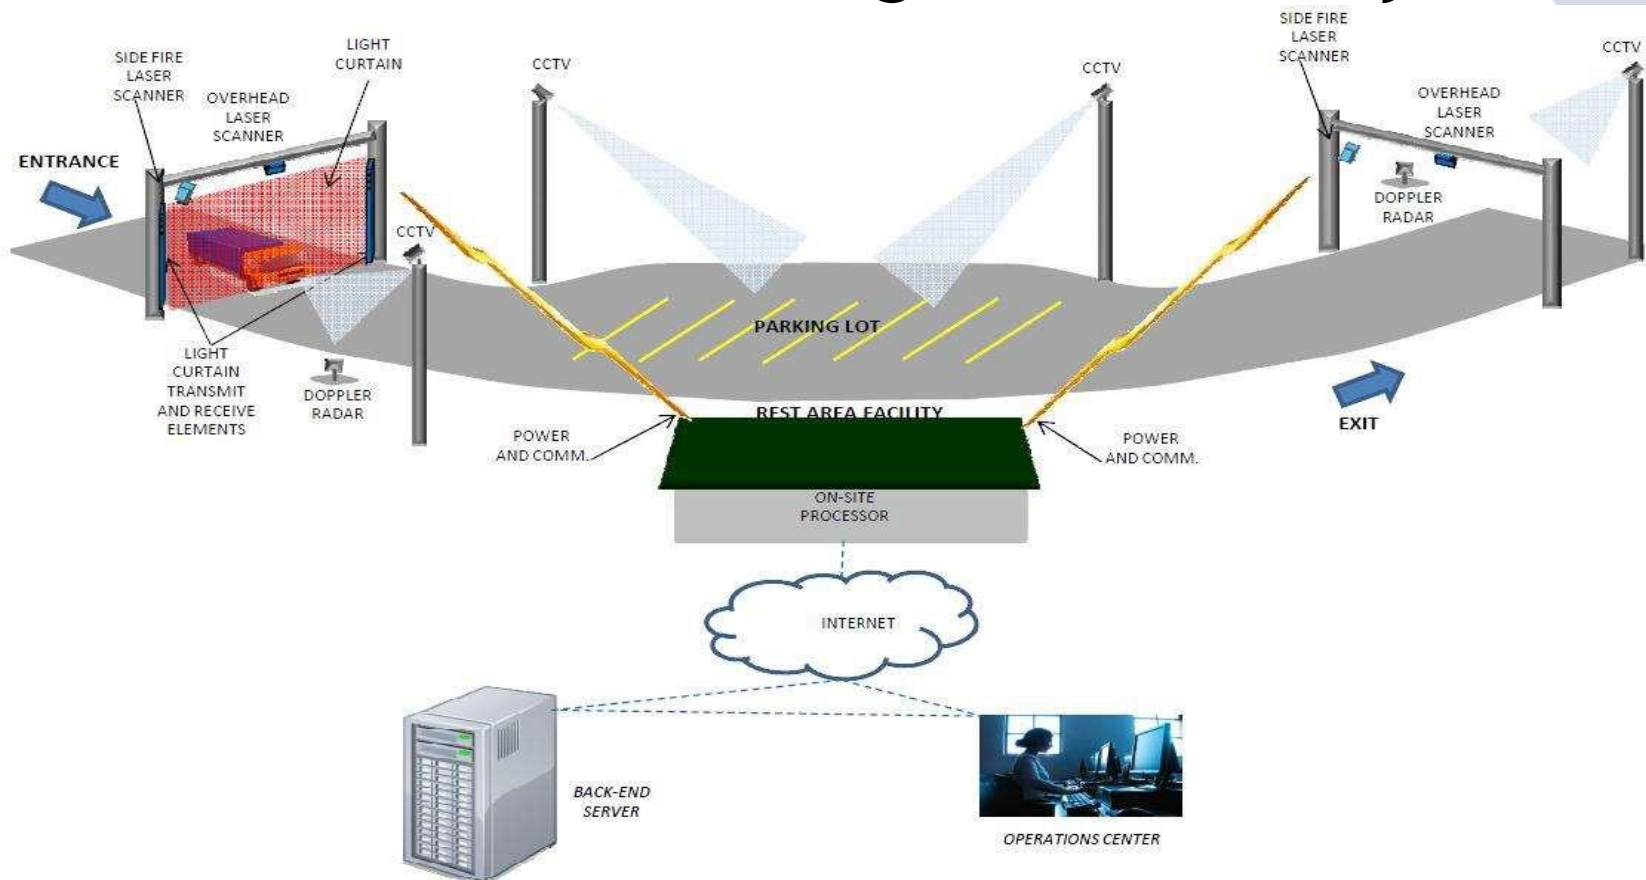 SIDE FIRE
LASER
SCANNER
LIGHT
CURTAIN
OVERHEAD
LASER
SCANNER
ENTRANCE
CCTV
CCTV
CCTV
SIDE FIRE
LASER
SCANNER
CCTV
OVERHEAD
LASER
SCANNER
DOPPLER
RADAR
LIGHT
CURTAIN
TRANSMIT
AND RECEIVE
ELEMENTS
DOPPLER
RADAR
PARKING LOT
EXIT
REST AREA FACILITY
POWER
AND COMM.
POWER
AND COMM.
ON-SITE
PROCESSOR
INTERNET
BACK-END
SERVER
OPERATIONS CENTER